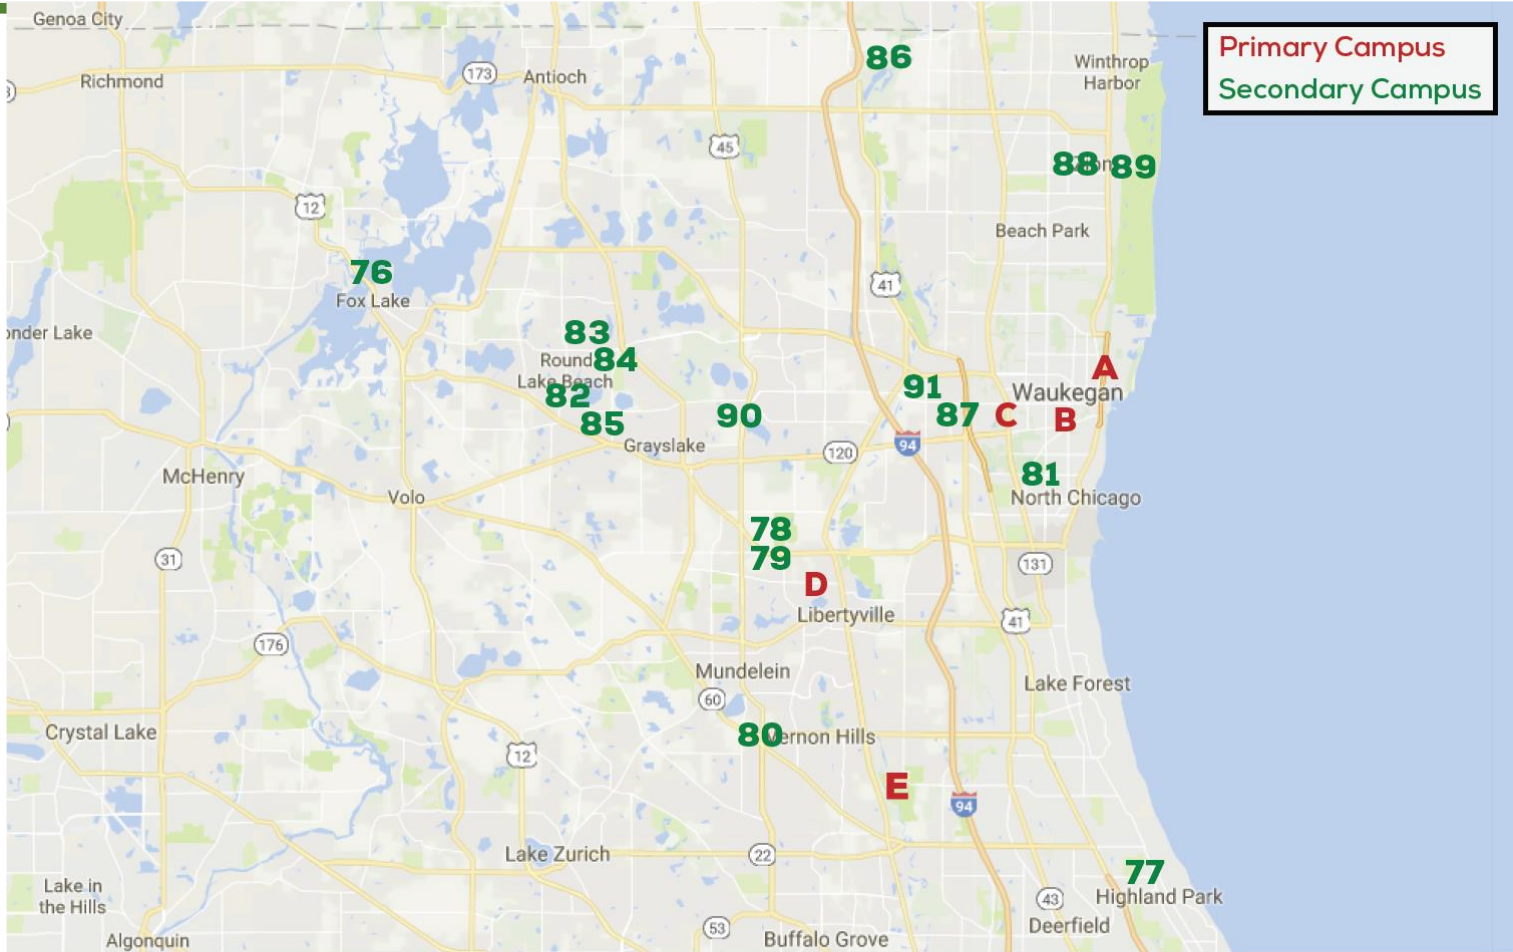 Genoa City
86
Primary Campus
Secondary Campus
Winthrop
Harbor
173
Antioch
Richmond
45
88
89
12
Beach Park
76
Fox Lake
41
83
onder Lake
Round
84
Lake Beach
82
85
91
A
Waukegan
90
87
C
B
Grayslake
120
94
McHenry
81
Volo
North Chicago
78
79
31
131
D
Libertyville
41
176
Mundelein
Lake Forest
60
Crystal Lake
80
Vernon Hills
12
E
94
Lake Zurich
22
77
Lake in
the Hills
43
Highland Park
53
Deerfield
Algonquin
Buffalo Grove